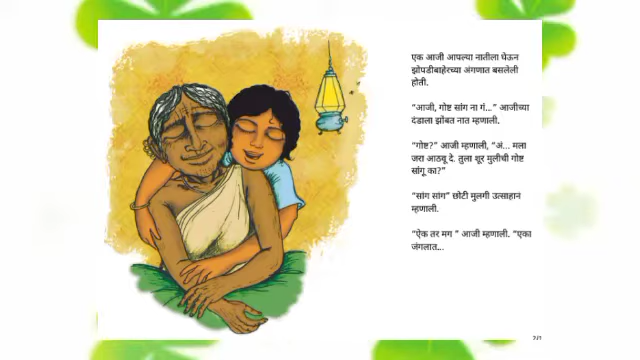 एक आजी आपल्या नातीला घेऊन
झोपडीबाहेरच्या अंगणात बसलेली
होती.
"आजी, गोष्ट सांग ना गं..." आजीच्या
दंडाला झोंबत नात म्हणाली.
"गोष्ट?" आजी म्हणाली, "अं... मला
जरा आठवू दे. तुला शूर मुलीची गोष्ट
सांगू का?"
"सांग सांग" छोटी मुलगी उत्साहानं
म्हणाली.
"ऐक तर मग " आजी म्हणाली. "एका
जंगलात...